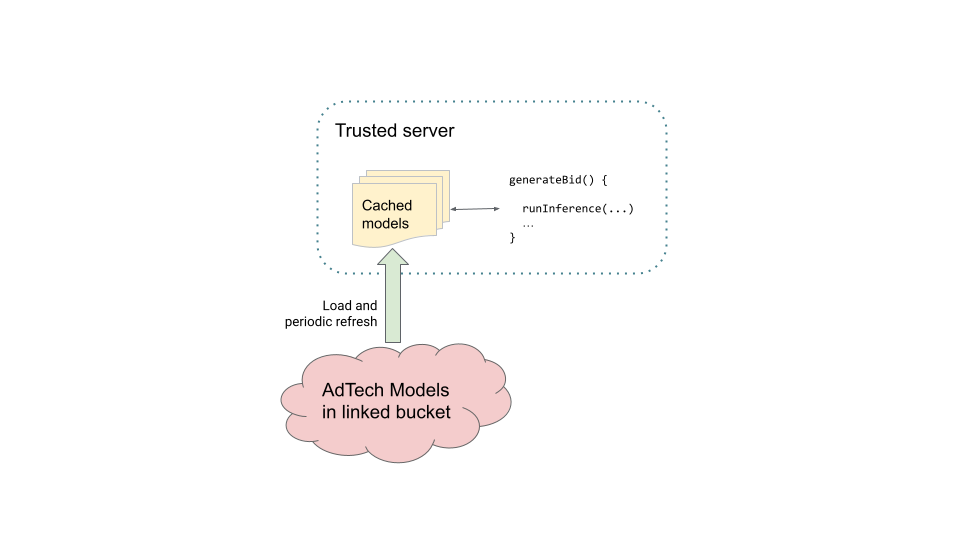 Trusted server
Cached
models
generateBid() {
runInference(...)
...
}
Load and
periodic refresh
AdTech Models
in linked bucket